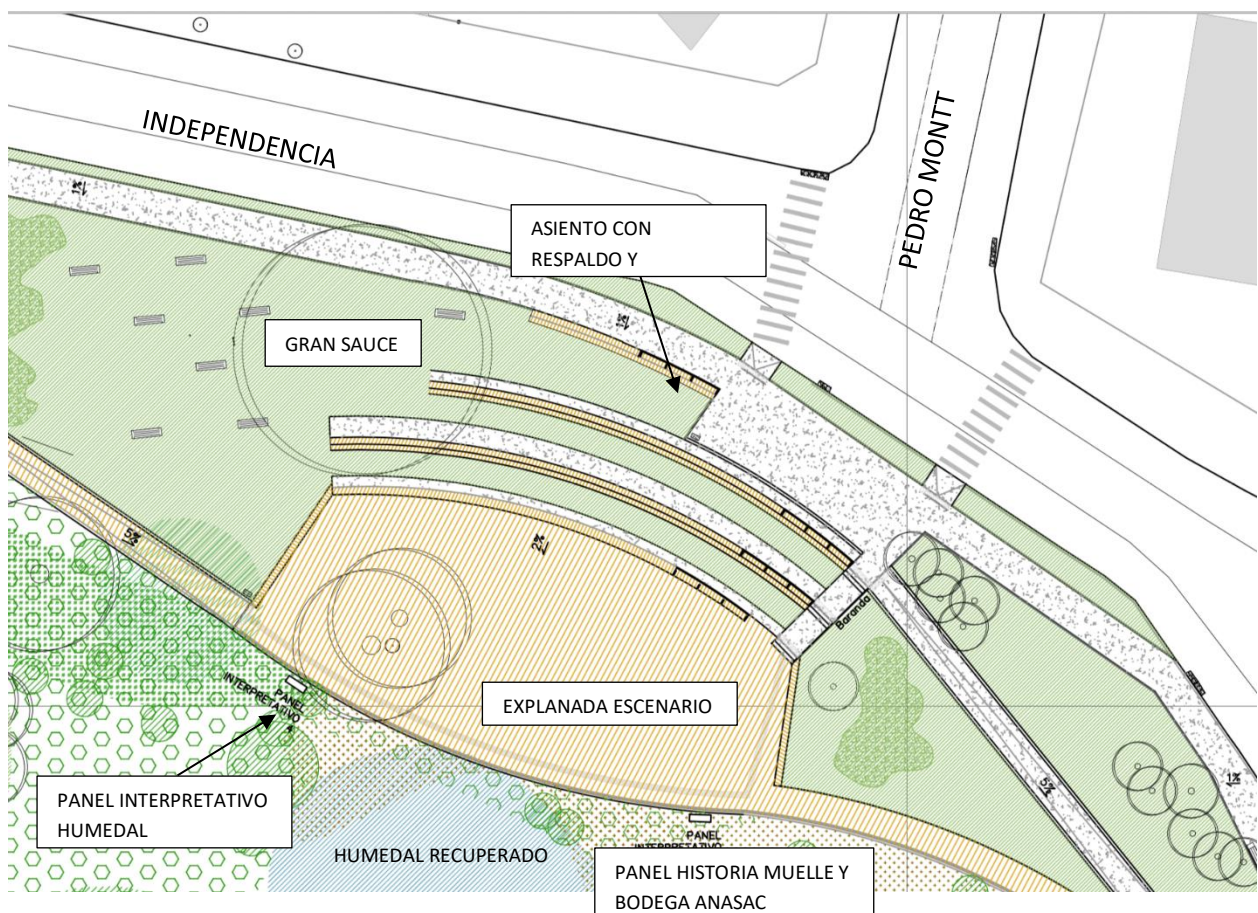 INDEPENDENCIA
PEDRO MONTT
1%
ASIENTO CON
RESPALDO Y
1%
GRAN SAUCE
5%
2%
Baranda
PANEL
INTERPRETATIVO
4
EXPLANADA ESCENARIO
1%
5%
PANEL INTERPRETATIVO
HUMEDAL
HUMEDAL RECUPERADO
PANEL
INTERPRETATIVO
PANEL HISTORIA MUELLE Y
BODEGA ANASAC